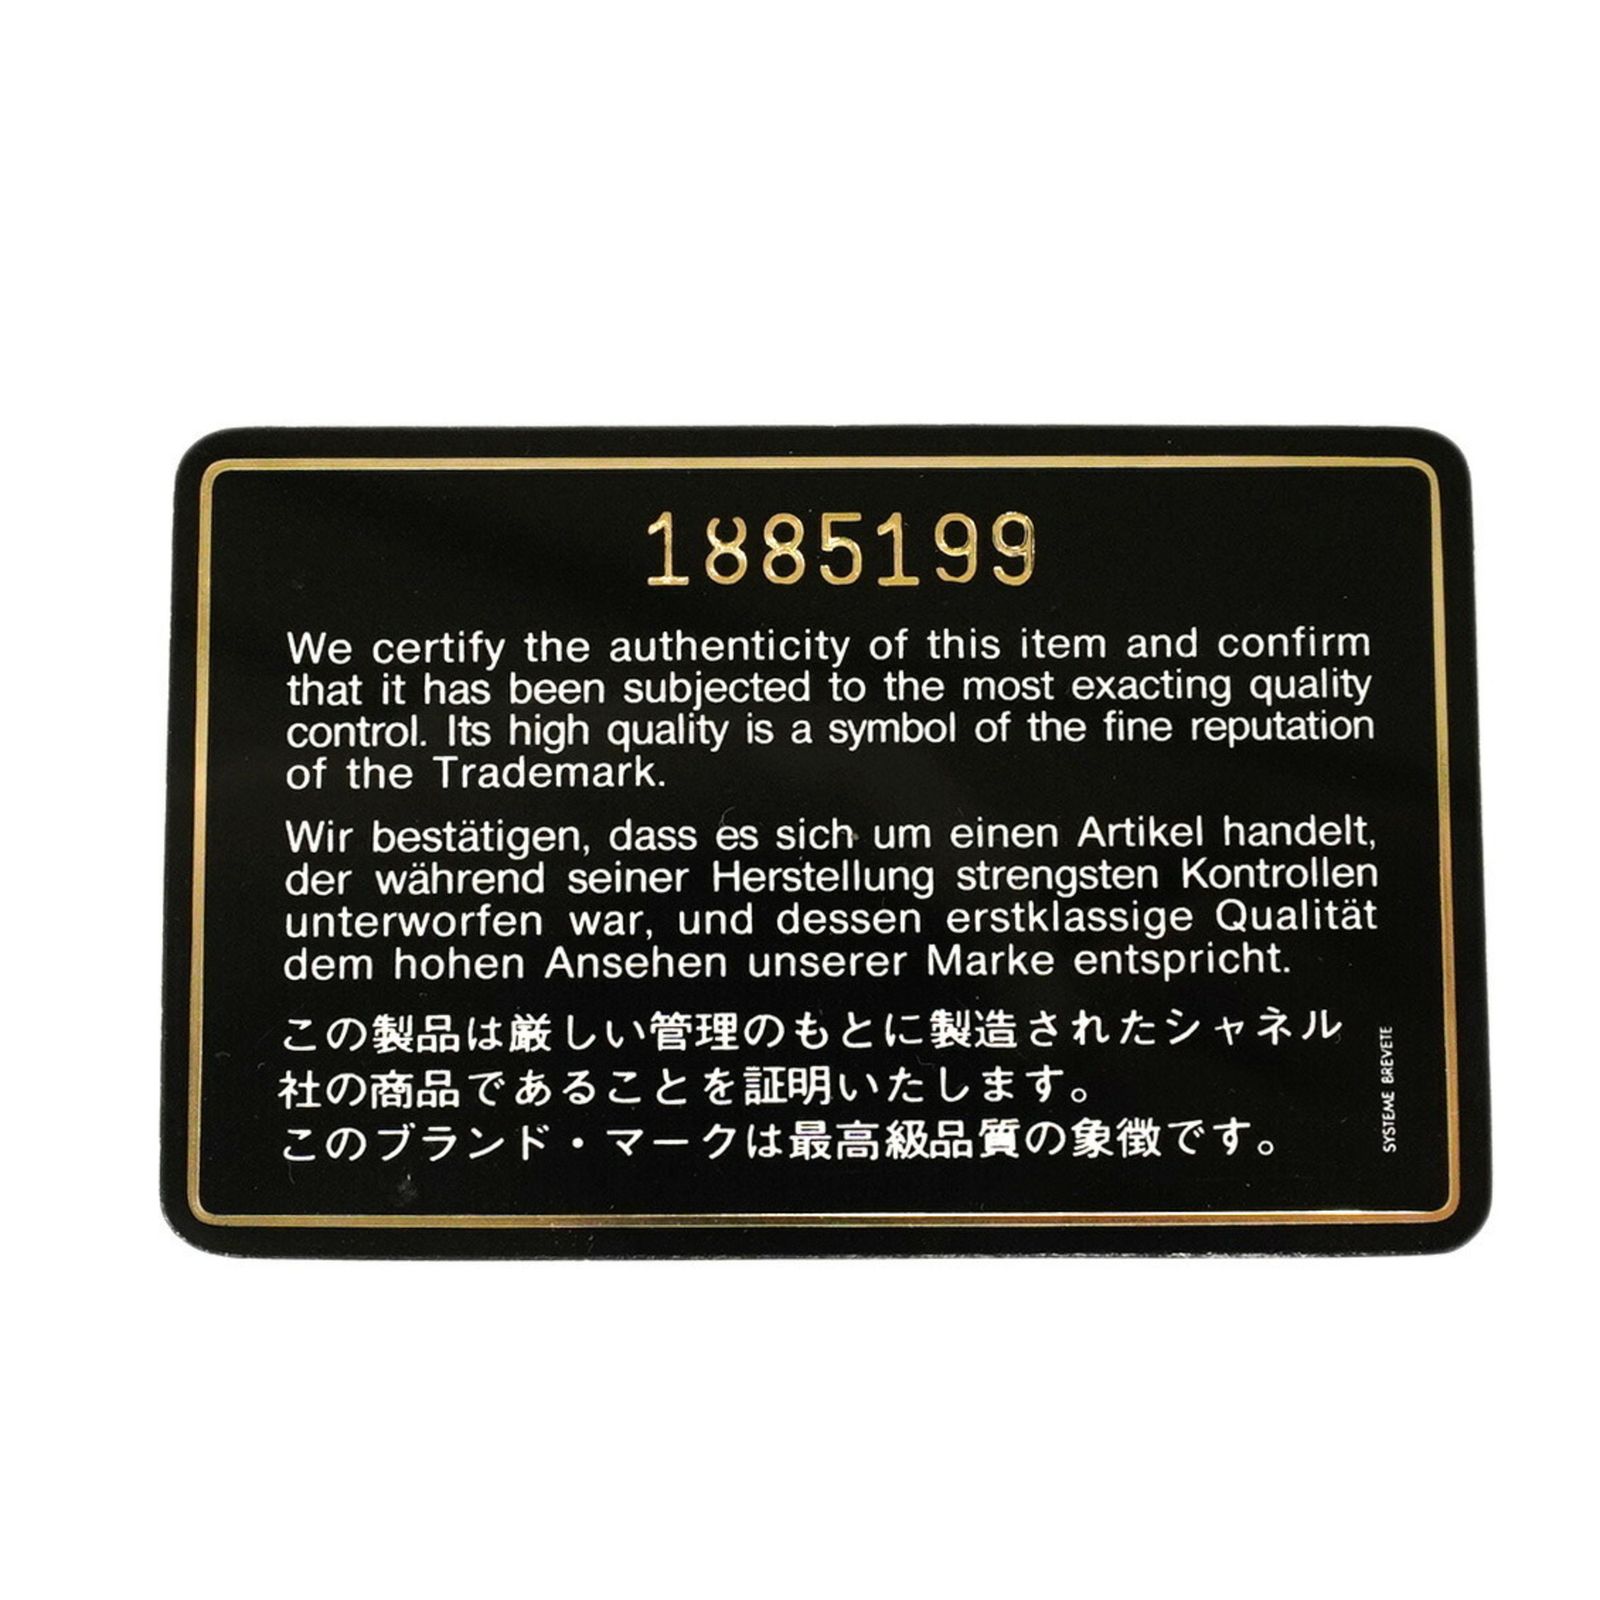 1885199
We certify the authenticity of this item and confirm
that it has been subjected to the most exacting quality
control. Its high quality is a symbol of the fine reputation
of the Trademark.
Wir bestätigen, dass es sich um einen Artikel handelt,
der während seiner Herstellung strengsten Kontrollen
unterworfen war, und dessen erstklassige Qualität
dem hohen Ansehen unserer Marke entspricht.
この製品は厳しい管理のもとに製造されたシャネル
社の商品であることを証明いたします。
このブランド・マークは最高級品質の象徴です。
SYSTEME BREVETE